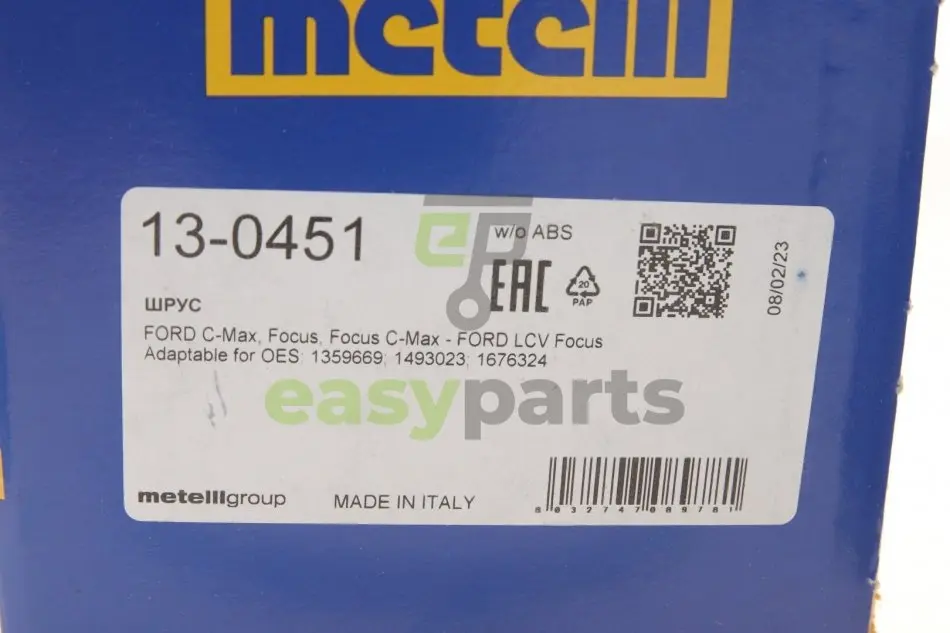 metelli
13-0451
w/o ABS
EAC
20
PAP
08/02/23
ШРУС
FORD C-Max, Focus, Focus C-Max - FORD LCV Focus
Adaptable for OES: 1359669; 1493023; 1676324
easyparts
metelligroup
MADE IN ITALY
8032747089781